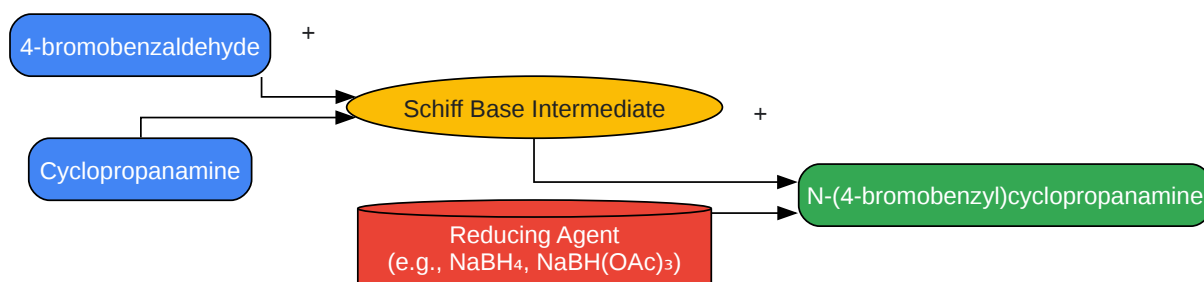 4-bromobenzaldehyde
+
Schiff Base Intermediate
+
Cyclopropanamine
N-(4-bromobenzyl)cyclopropanamine
Reducing Agent
(e.g., NaBH₄, NaBH(OAc)₃)